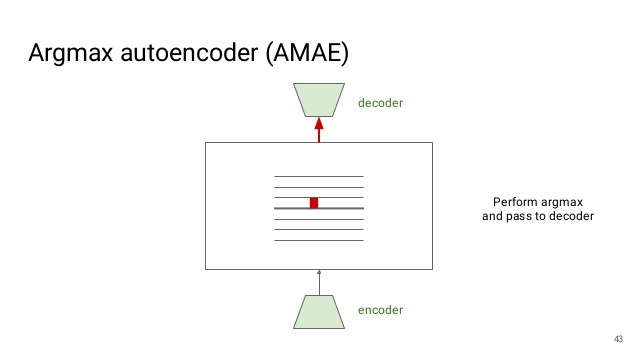 Argmax autoencoder (AMAE)
decoder
Perform argmax
and pass to decoder
encoder
43